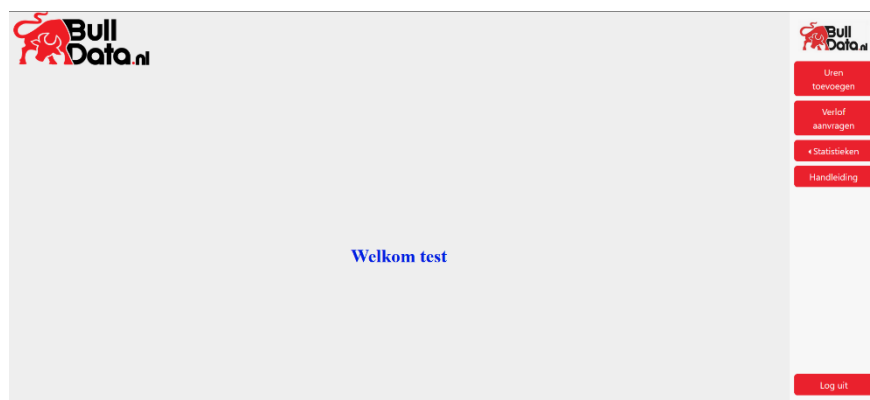 Bull
Data.nl
Bull
Data.nl
Uren
toevoegen
Verlof
aanvragen
Statistieken
Handleiding
Welkom test
Log uit